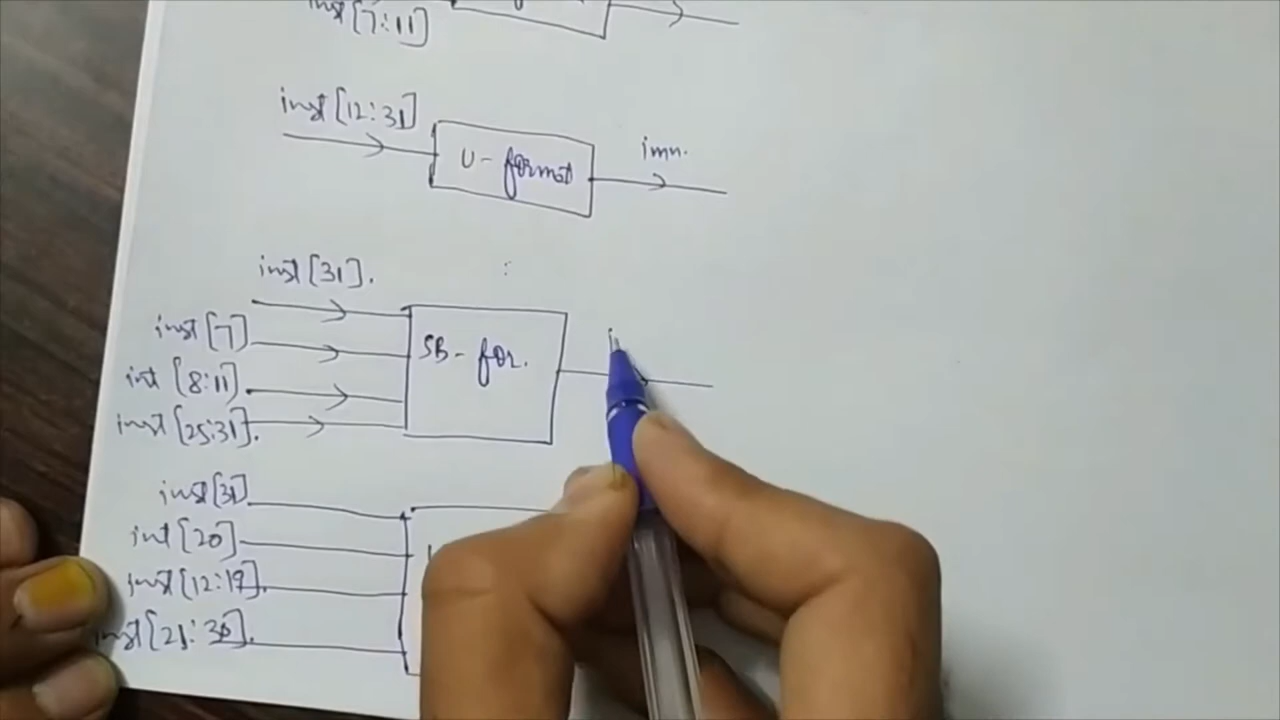 inst [7:11]
inst [12:31]
U - format
imm.
inst [31].
inst [7]
SB - for.
int [8:11]
inst [25:31].
inst [31]
int [20]
inst [12:19].
inst [21:30].